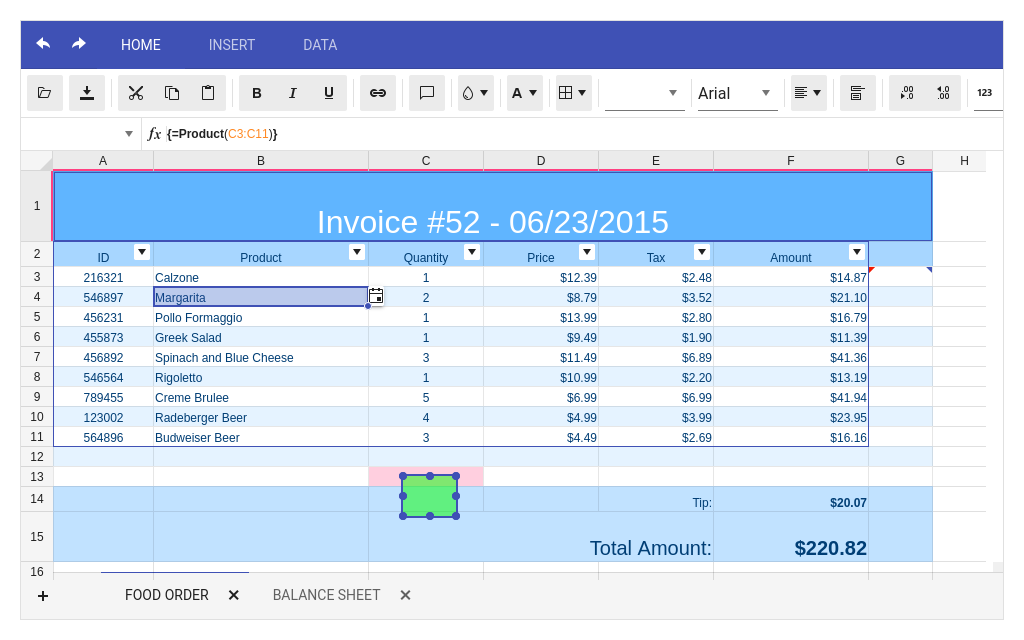 HOME INSERT DATA
B I U A Arial .00 .00 123
fx {=Product(C3:C11)}
A B C D E F G H
1 Invoice #52 - 06/23/2015
2 ID Product Quantity Price Tax Amount
3 216321 Calzone 1 $12.39 $2.48 $14.87
4 546897 Margarita 2 $8.79 $3.52 $21.10
5 456231 Pollo Formaggio 1 $13.99 $2.80 $16.79
6 455873 Greek Salad 1 $9.49 $1.90 $11.39
7 456892 Spinach and Blue Cheese 3 $11.49 $6.89 $41.36
8 546564 Rigoletto 1 $10.99 $2.20 $13.19
9 789455 Creme Brulee 5 $6.99 $6.99 $41.94
10 123002 Radeberger Beer 4 $4.99 $3.99 $23.95
11 564896 Budweiser Beer 3 $4.49 $2.69 $16.16
12
13
14 Tip: $20.07
15 Total Amount: $220.82
16
FOOD ORDER BALANCE SHEET